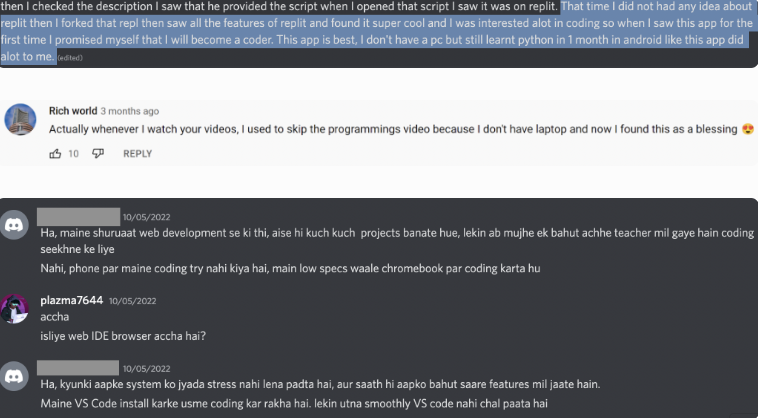 then I checked the description I saw that he provided the script when I opened that script I saw it was on replit. That time I did not had any idea about
replit then I forked that repl then saw all the features of replit and found it super cool and I was interested alot in coding so when I saw this app for the
first time I promised myself that I will become a coder. This app is best, I don't have a pc but still learnt python in 1 month in android like this app did
alot to me. (edited)
Rich world 3 months ago
Actually whenever I watch your videos, I used to skip the programmings video because I don't have laptop and now I found this as a blessing 😍
10 REPLY
10/05/2022
Ha, maine shuruaat web development se ki thi, aise hi kuch kuch projects banate hue, lekin ab mujhe ek bahut achhe teacher mil gaye hain coding
seekhne ke liye
Nahi, phone par maine coding try nahi kiya hai, main low specs waale chromebook par coding karta hu
plazma7644 10/05/2022
accha
isliye web IDE browser accha hai?
10/05/2022
Ha, kyunki aapke system ko jyada stress nahi lena padta hai, aur saath hi aapko bahut saare features mil jaate hain.
Maine VS Code install karke usme coding kar rakha hai. lekin utna smoothly VS code nahi chal paata hai